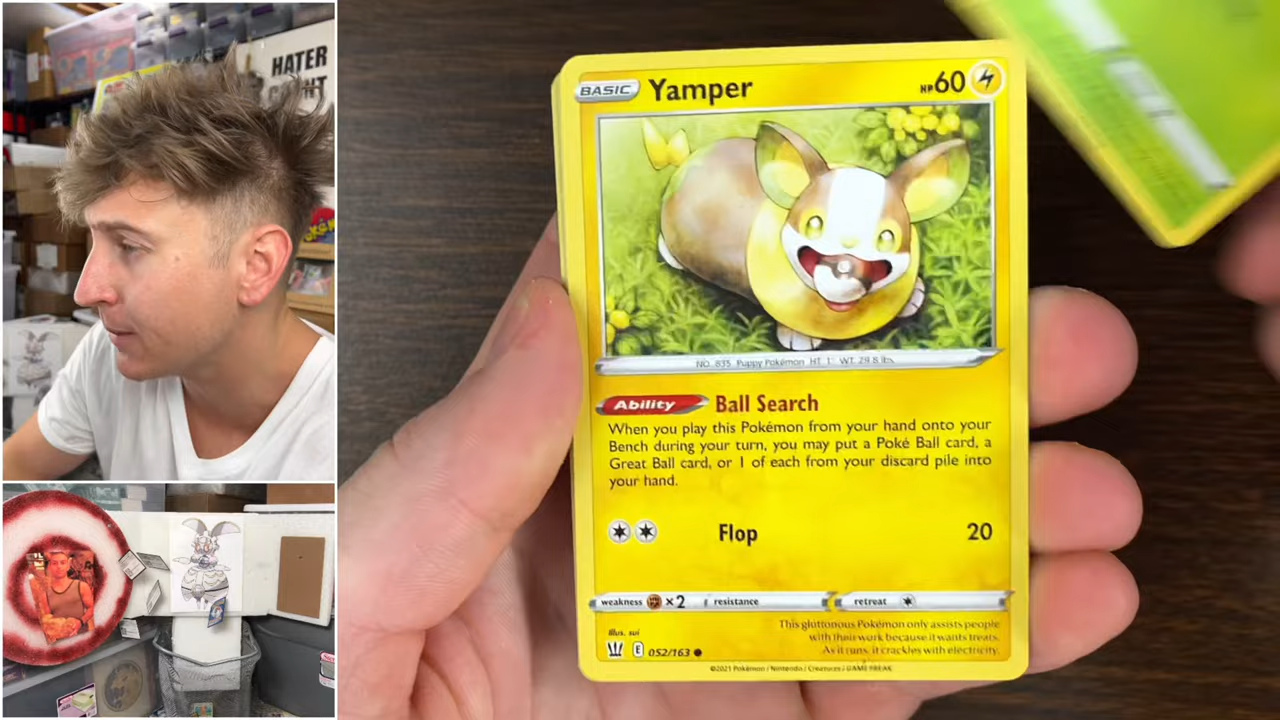 HATER
BASIC Yamper HP 60
NO. 835 Puppy Pokémon HT: 1' WT: 29.8 lbs.
Ability Ball Search
When you play this Pokémon from your hand onto your
Bench during your turn, you may put a Poké Ball card, a
Great Ball card, or 1 of each from your discard pile into
your hand.
Flop 20
weakness ×2 resistance retreat
This gluttonous Pokémon only assists people
with their work because it wants treats.
As it runs, it crackles with electricity.
Illus. sui
E 052/163
©2021 Pokémon / Nintendo / Creatures / GAME FREAK